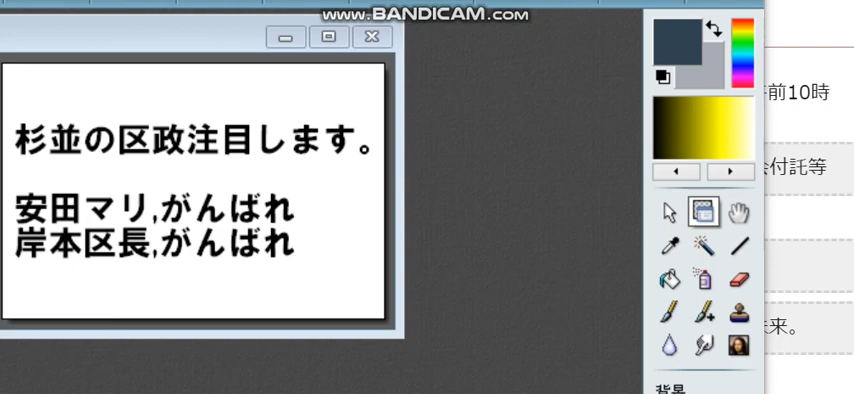 www.BANDICAM.com
杉並の区政注目します。
安田マリ,がんばれ
岸本区長,がんばれ
前10時
付託等
来。
背景